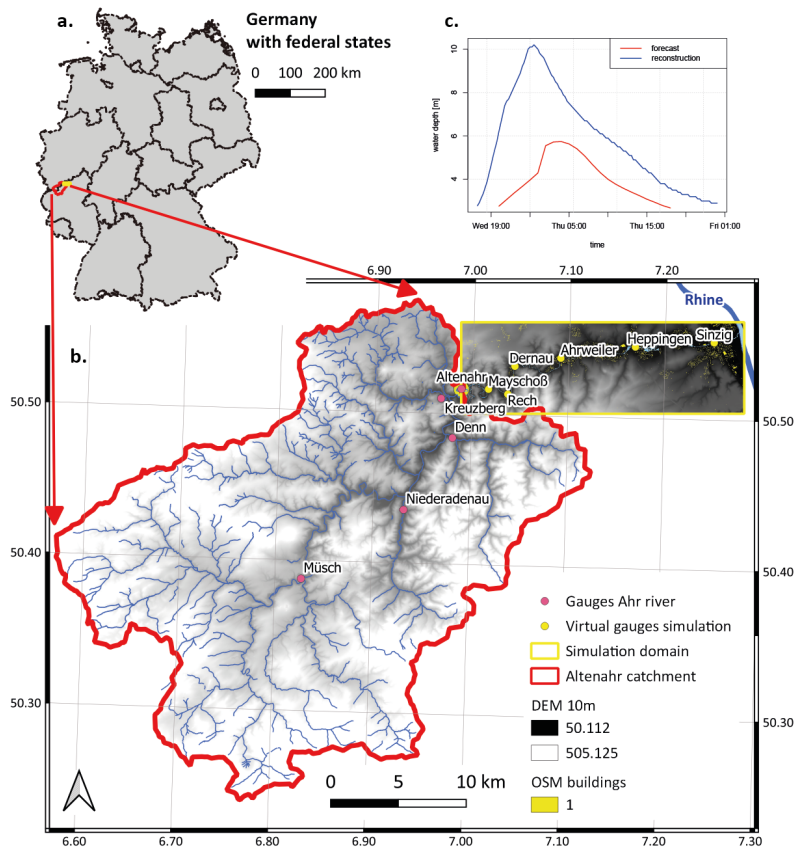 a.
Germany
with federal states
0 100 200 km
c.
forecast
reconstruction
water depth [m]
10
8
6
4
Wed 19:00 Thu 05:00 Thu 15:00 Fri 01:00
time
6.90 7.00 7.10 7.20
Rhine
b.
Sinzig
Heppingen
Ahrweiler
Dernau
Altenahr Mayschoß
Rech
Kreuzberg
Denn
Niederadenau
Müsch
50.50 50.50
50.40 50.40
50.30 50.30
Gauges Ahr river
Virtual gauges simulation
Simulation domain
Altenahr catchment
DEM 10m
50.112
505.125
OSM buildings
1
0 5 10 km
6.60 6.70 6.80 6.90 7.00 7.10 7.20 7.30